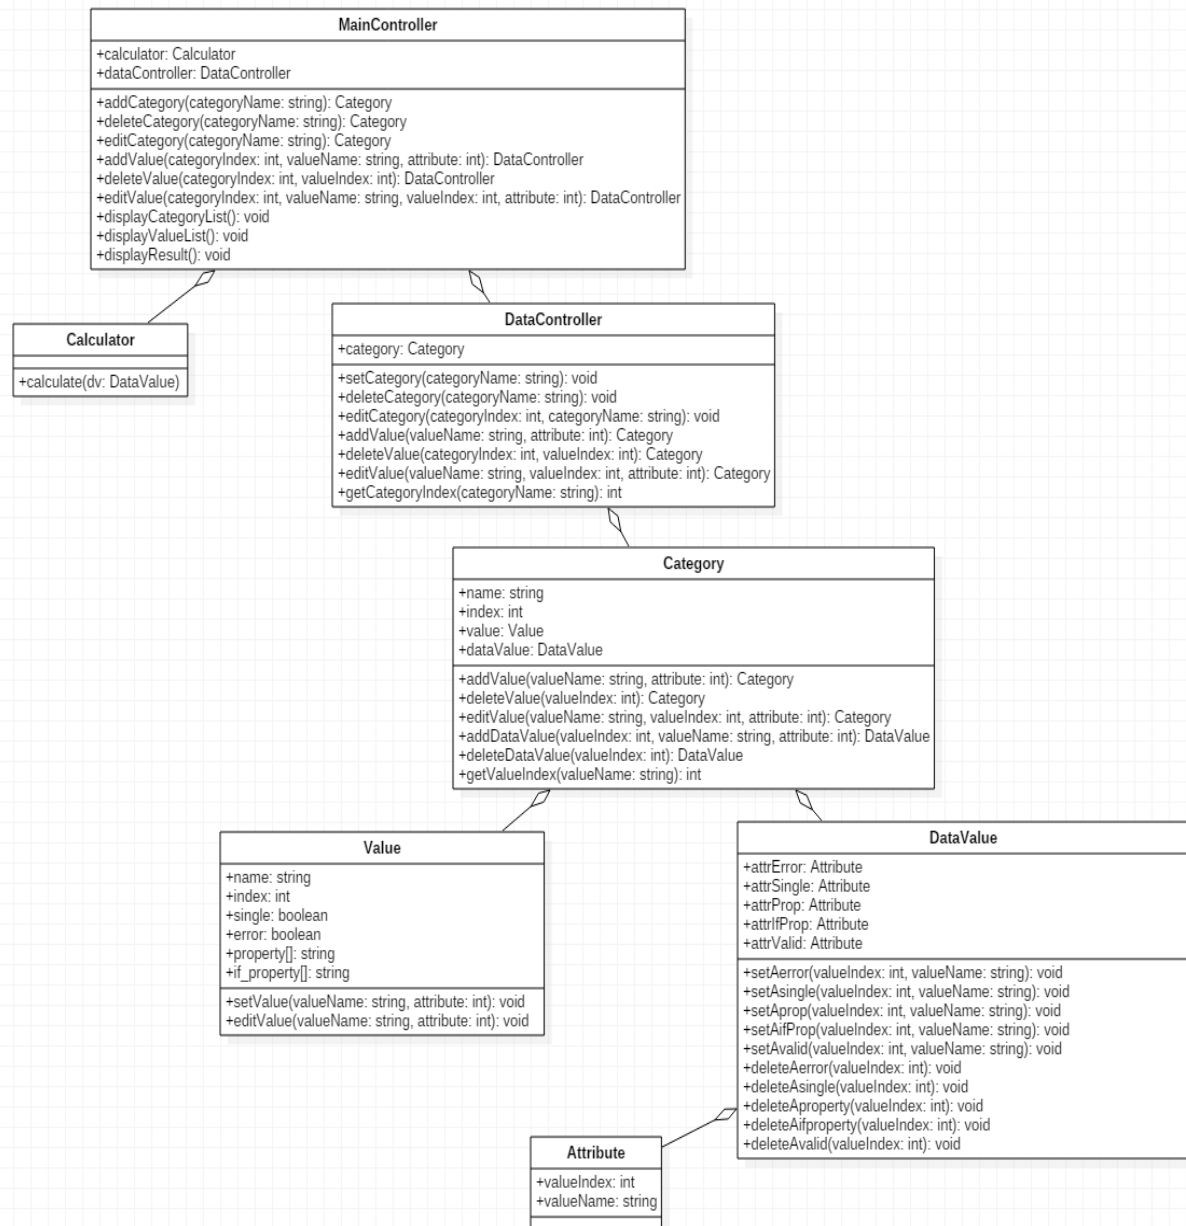 MainController
+calculator: Calculator
+dataController: DataController
+addCategory(categoryName: string): Category
+deleteCategory(categoryName: string): Category
+editCategory(categoryName: string): Category
+addValue(categoryIndex: int, valueName: string, attribute: int): DataController
+deleteValue(categoryIndex: int, valueIndex: int): DataController
+editValue(categoryIndex: int, valueName: string, valueIndex: int, attribute: int): DataController
+displayCategoryList(): void
+displayValueList(): void
+displayResult(): void
Calculator
+calculate(dv: DataValue)
DataController
+category: Category
+setCategory(categoryName: string): void
+deleteCategory(categoryName: string): void
+editCategory(categoryIndex: int, categoryName: string): void
+addValue(valueName: string, attribute: int): Category
+deleteValue(categoryIndex: int, valueIndex: int): Category
+editValue(valueName: string, valueIndex: int, attribute: int): Category
+getCategoryIndex(categoryName: string): int
Category
+name: string
+index: int
+value: Value
+dataValue: DataValue
+addValue(valueName: string, attribute: int): Category
+deleteValue(valueIndex: int): Category
+editValue(valueName: string, valueIndex: int, attribute: int): Category
+addDataValue(valueIndex: int, valueName: string, attribute: int): DataValue
+deleteDataValue(valueIndex: int): DataValue
+getValueIndex(valueName: string): int
Value
+name: string
+index: int
+single: boolean
+error: boolean
+property[]: string
+if_property[]: string
+setValue(valueName: string, attribute: int): void
+editValue(valueName: string, attribute: int): void
DataValue
+attrError: Attribute
+attrSingle: Attribute
+attrProp: Attribute
+attrIfProp: Attribute
+attrValid: Attribute
+setAerror(valueIndex: int, valueName: string): void
+setAsingle(valueIndex: int, valueName: string): void
+setAprop(valueIndex: int, valueName: string): void
+setAifProp(valueIndex: int, valueName: string): void
+setAvalid(valueIndex: int, valueName: string): void
+deleteAerror(valueIndex: int): void
+deleteAsingle(valueIndex: int): void
+deleteAproperty(valueIndex: int): void
+deleteAifproperty(valueIndex: int): void
+deleteAvalid(valueIndex: int): void
Attribute
+valueIndex: int
+valueName: string